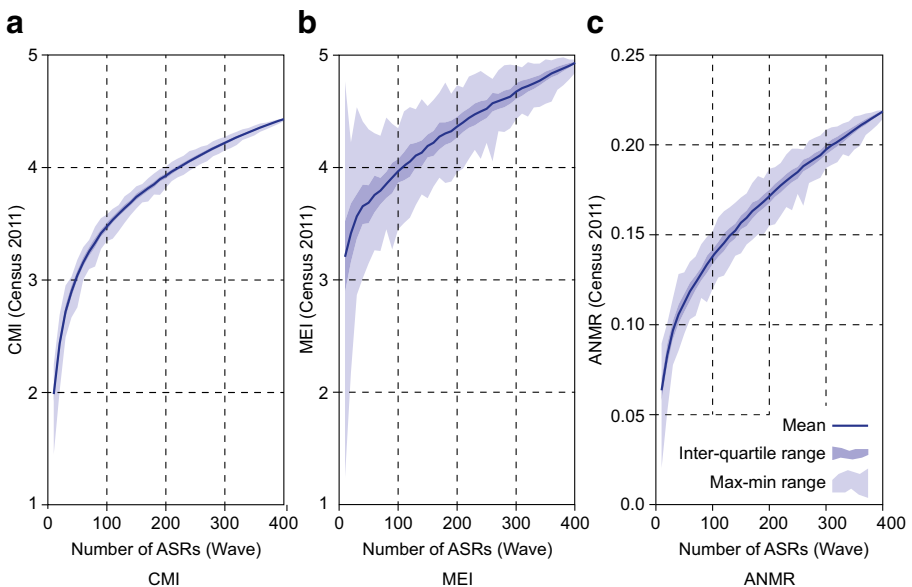 a
5
4
3
2
1
CMI (Census 2011)
0 100 200 300 400
Number of ASRs (Wave)
CMI
b
5
4
3
2
1
MEI (Census 2011)
0 100 200 300 400
Number of ASRs (Wave)
MEI
c
0.25
0.20
0.15
0.10
0.05
0.0
ANMR (Census 2011)
Mean
Inter-quartile range
Max-min range
0 100 200 300 400
Number of ASRs (Wave)
ANMR